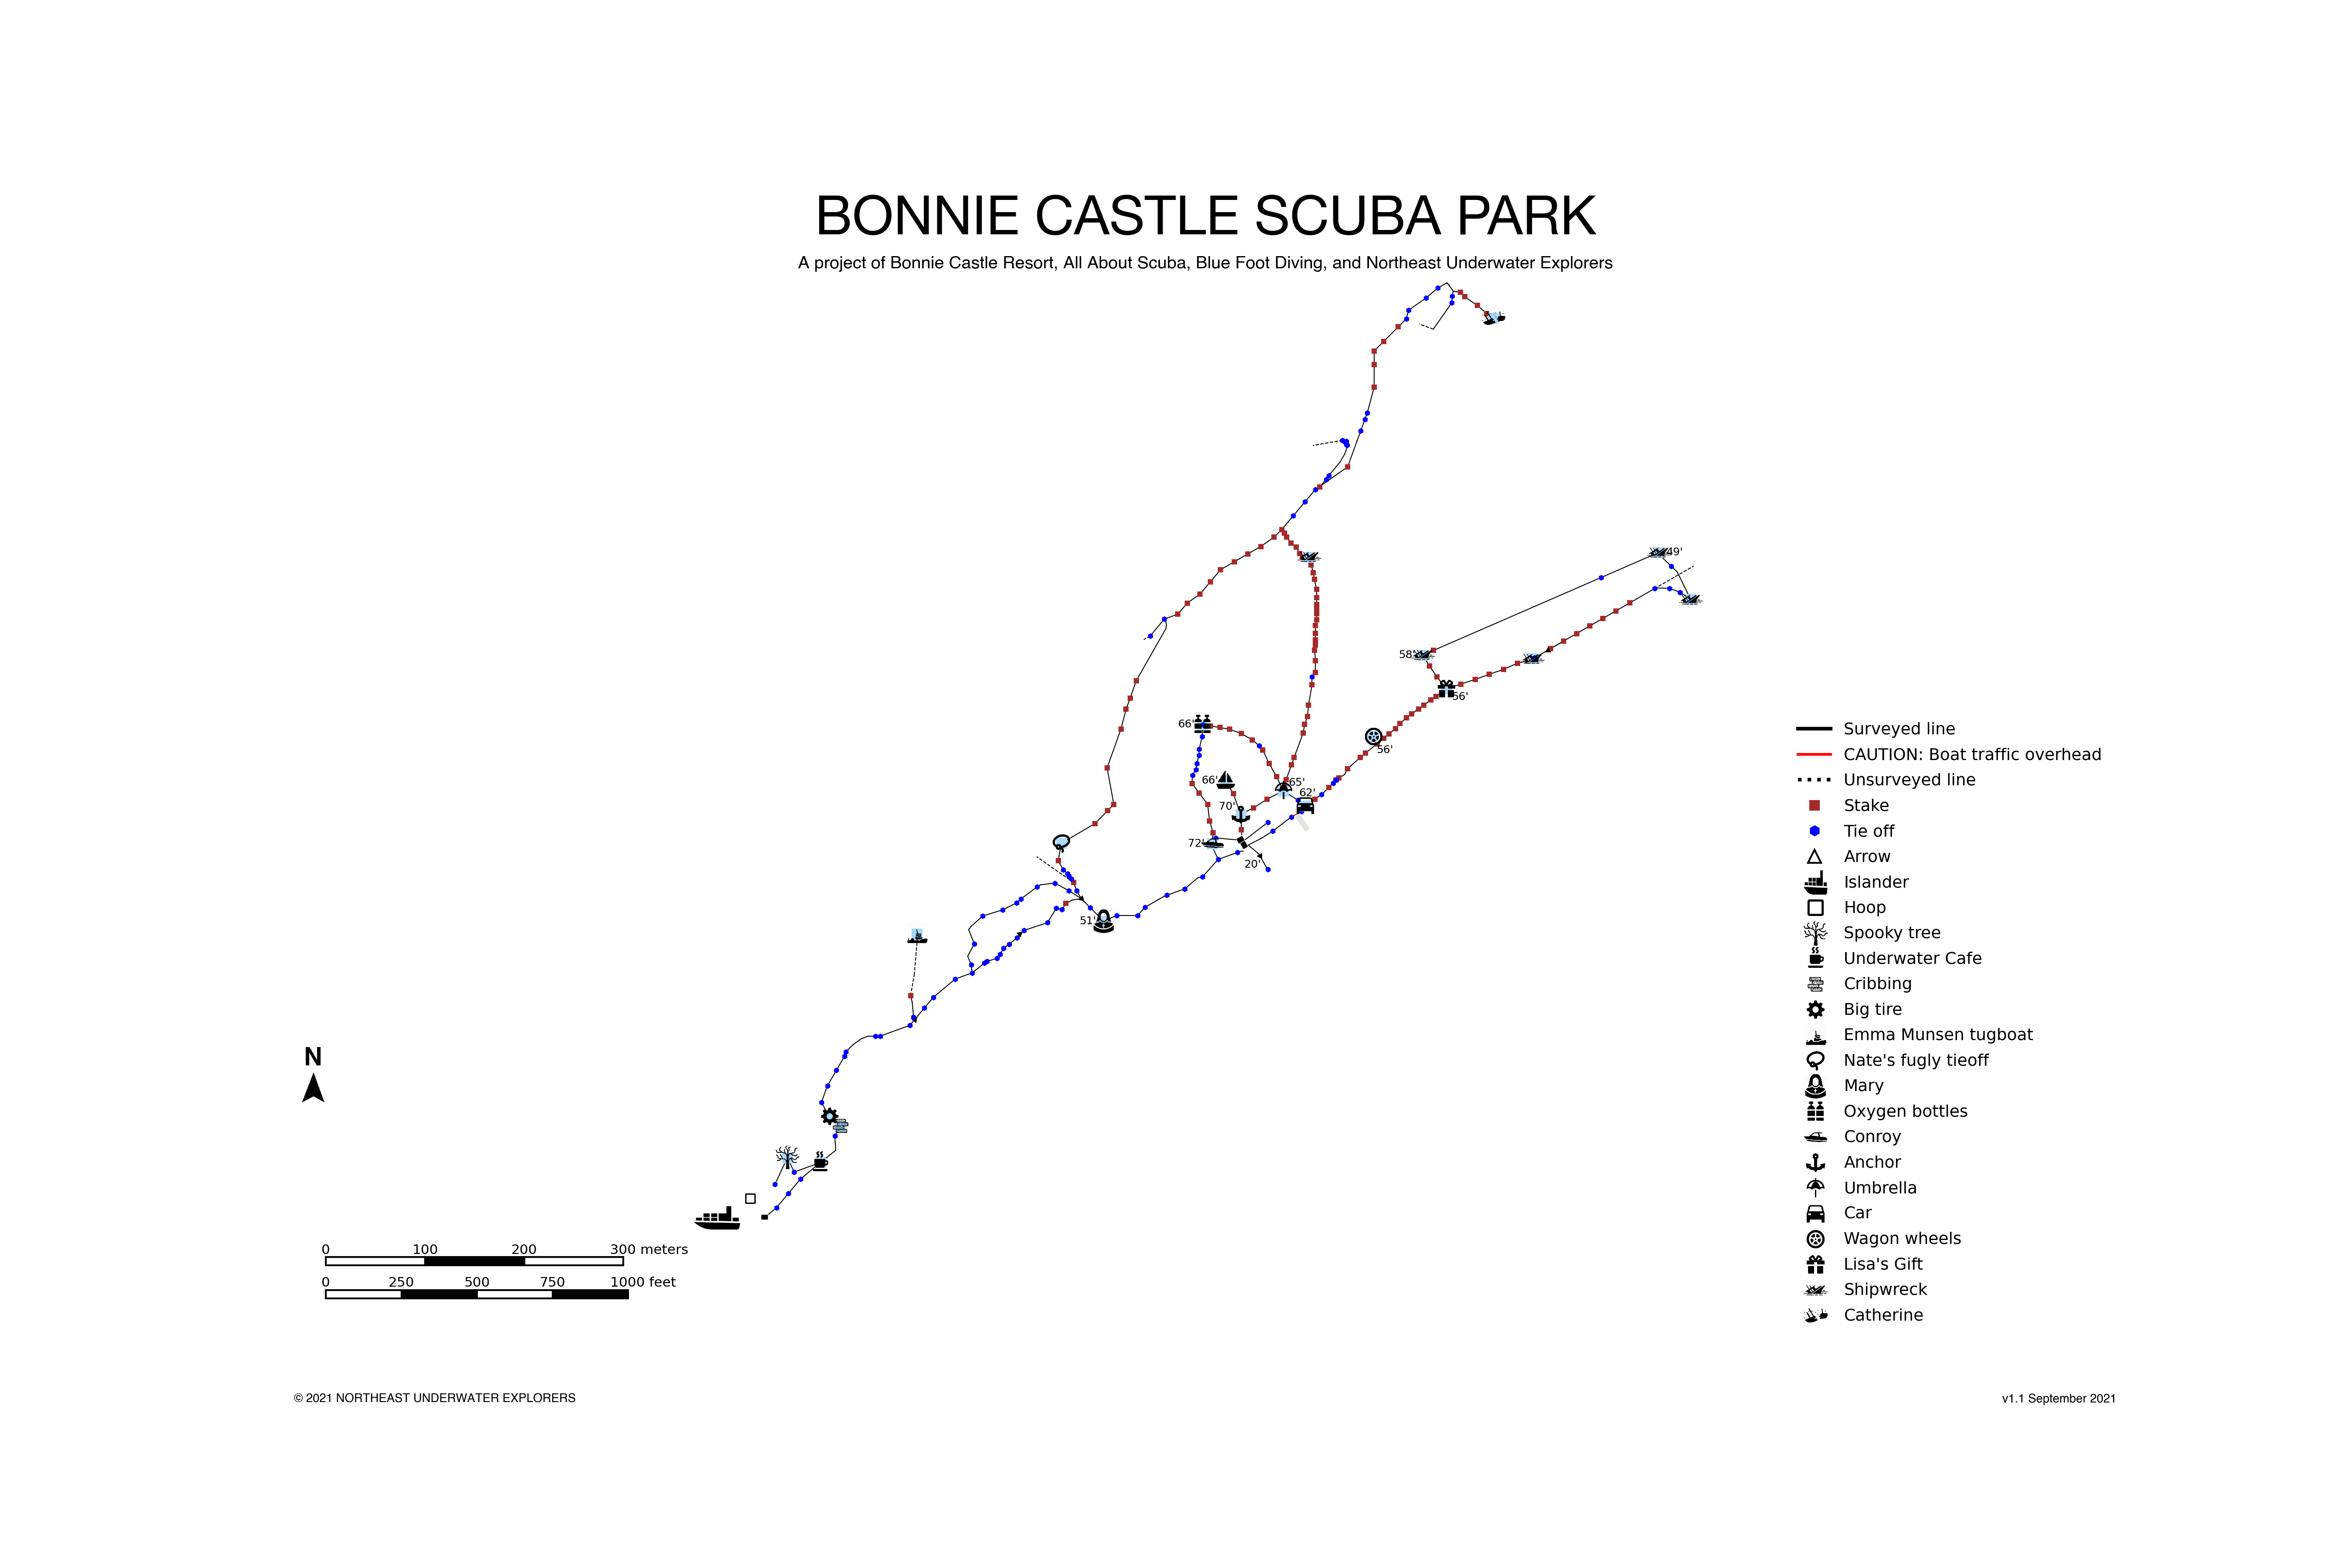 BONNIE CASTLE SCUBA PARK
A project of Bonnie Castle Resort, All About Scuba, Blue Foot Diving, and Northeast Underwater Explorers
49'
58'
56'
66'
56'
66'
65'
62'
70'
72'
20'
51'
Surveyed line
CAUTION: Boat traffic overhead
Unsurveyed line
Stake
Tie off
Arrow
Islander
Hoop
Spooky tree
Underwater Cafe
Cribbing
Big tire
Emma Munsen tugboat
Nate's fugly tieoff
Mary
Oxygen bottles
Conroy
Anchor
Umbrella
Car
Wagon wheels
Lisa's Gift
Shipwreck
Catherine
N
0 100 200 300 meters
0 250 500 750 1000 feet
© 2021 NORTHEAST UNDERWATER EXPLORERS
v1.1 September 2021